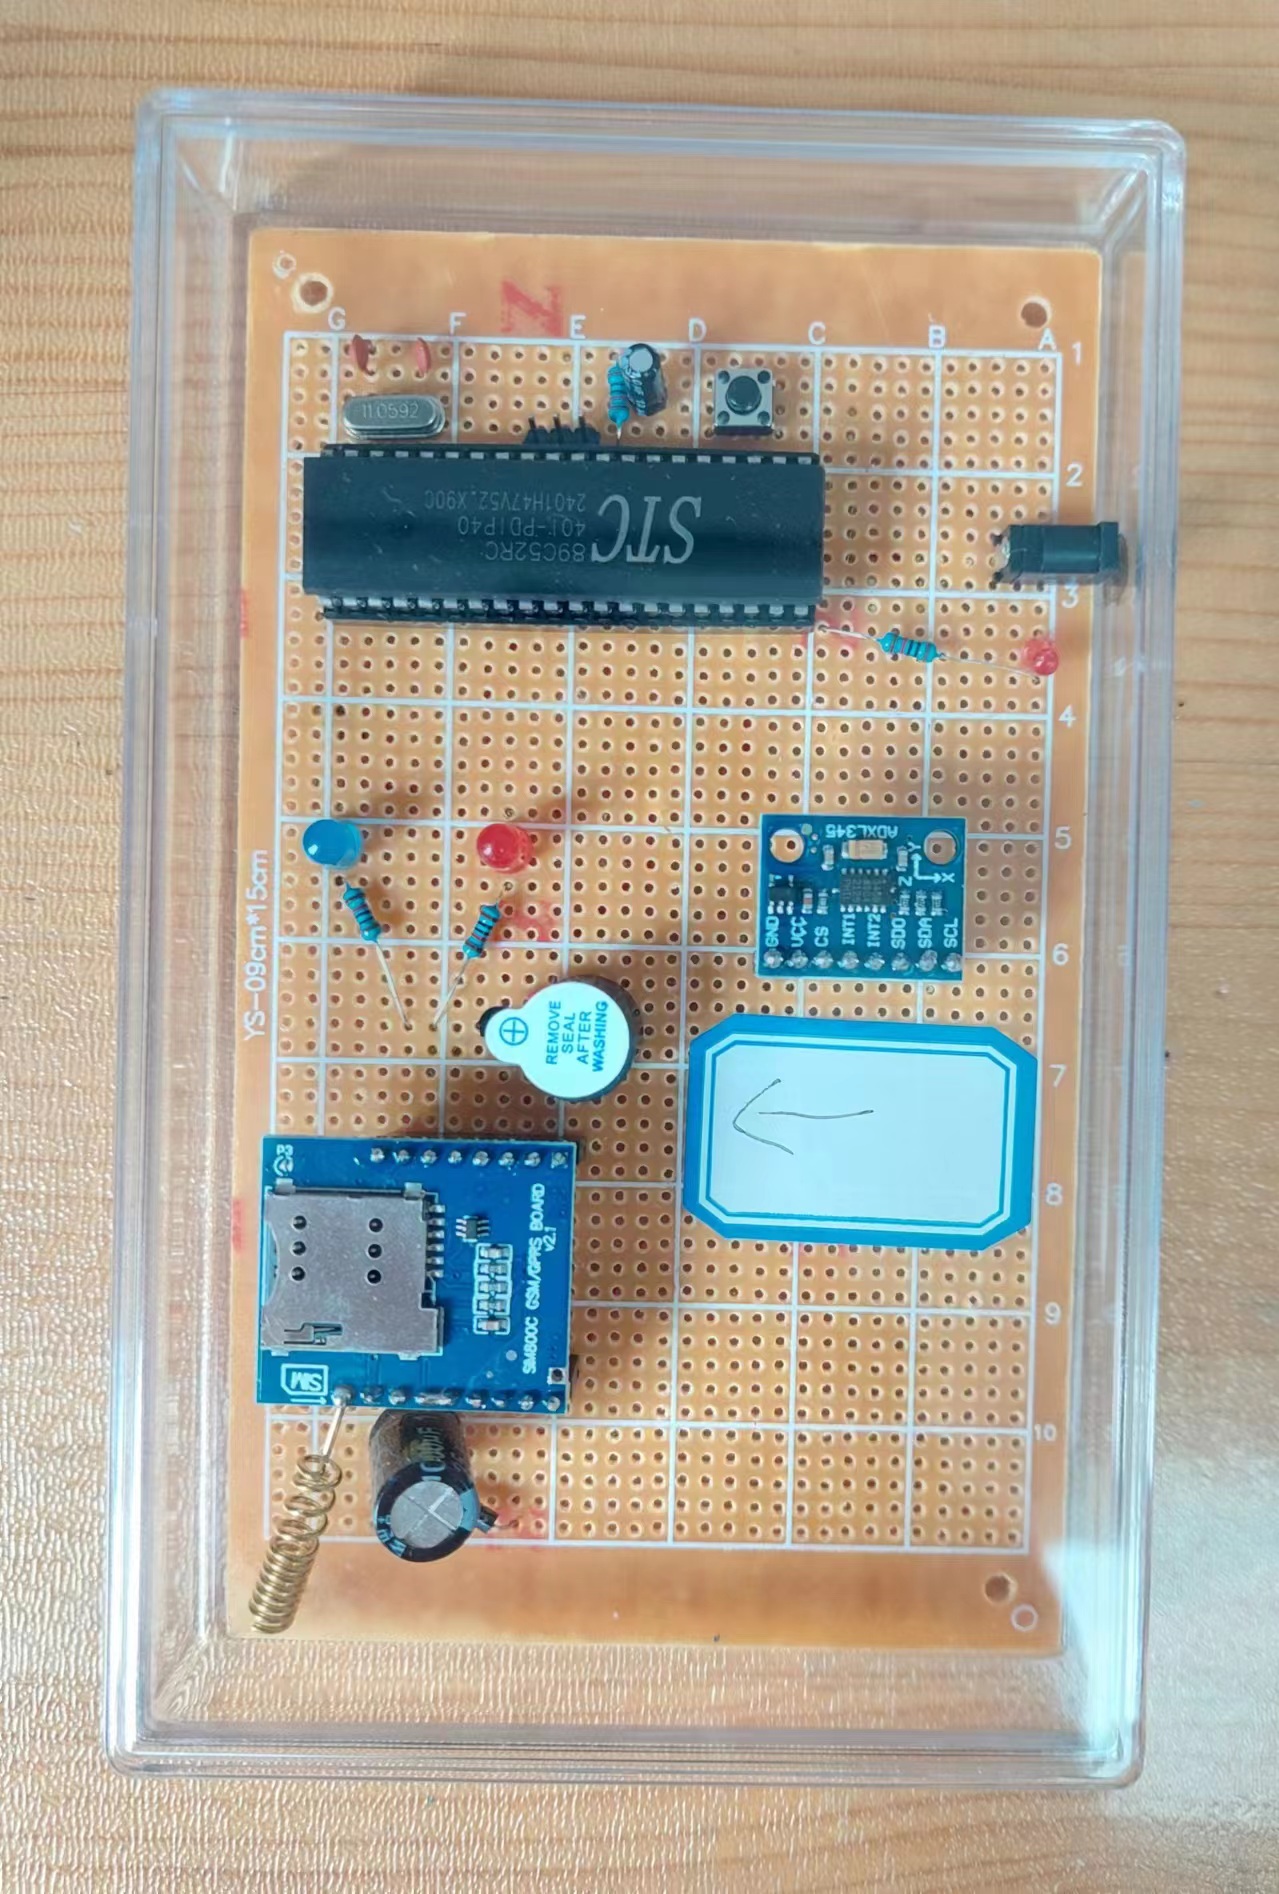 G F E D C B A
1
11.0592
2
STC
89C52RC
40I-PDIP40
2401H47V52.X90C
3
4
5
ADXL345
Y
Z X
GND VCC CS INT1 INT2 SDO SDA SCL
6
YS-09cm*15cm
REMOVE
SEAL
AFTER
WASHING
7
8
SIM800C GSM/GPRS BOARD
v2.1
9
SIM
10